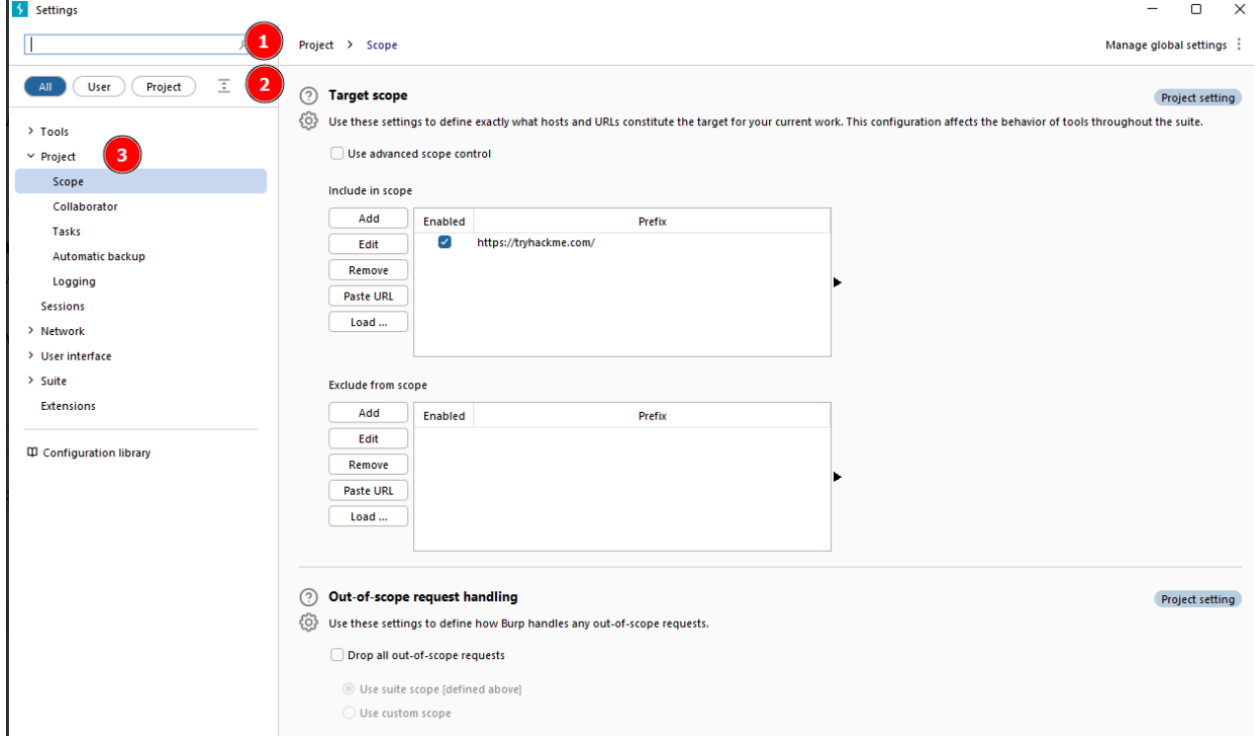 Settings
1
Project > Scope
Manage global settings
All
User
Project
2
Target scope
Project setting
Use these settings to define exactly what hosts and URLs constitute the target for your current work. This configuration affects the behavior of tools throughout the suite.
Tools
Project
3
Scope
Collaborator
Tasks
Automatic backup
Logging
Sessions
Network
User interface
Suite
Extensions
Configuration library
Use advanced scope control
Include in scope
Add
Edit
Remove
Paste URL
Load ...
Enabled Prefix
https://tryhackme.com/
Exclude from scope
Add
Edit
Remove
Paste URL
Load ...
Enabled Prefix
Out-of-scope request handling
Project setting
Use these settings to define how Burp handles any out-of-scope requests.
Drop all out-of-scope requests
Use suite scope [defined above]
Use custom scope